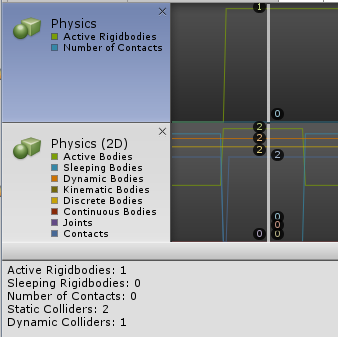 Physics
Active Rigidbodies
Number of Contacts
1
0
Physics (2D)
Active Bodies
Sleeping Bodies
Dynamic Bodies
Kinematic Bodies
Discrete Bodies
Continuous Bodies
Joints
Contacts
2
2
2
2
0
0
0
0
Active Rigidbodies: 1
Sleeping Rigidbodies: 0
Number of Contacts: 0
Static Colliders: 2
Dynamic Colliders: 1